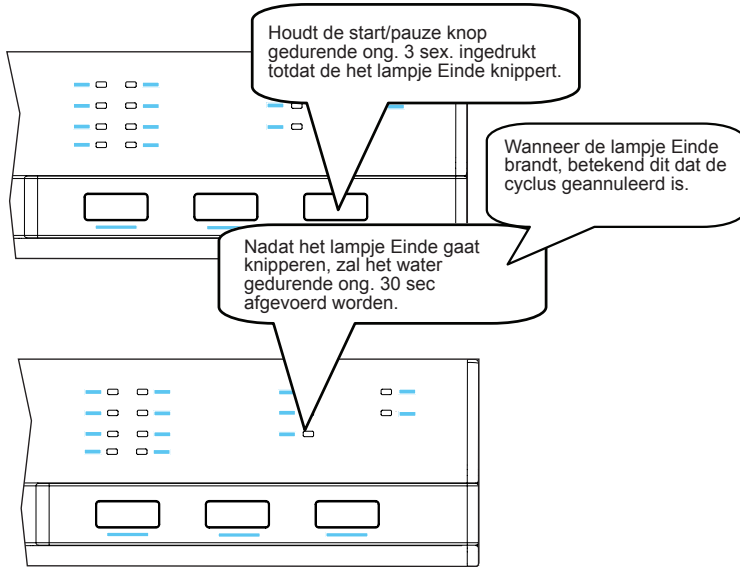 Houdt de start/pauze knop
gedurende ong. 3 sex. ingedrukt
totdat de het lampje Einde knippert.
Wanneer de lampje Einde
brandt, betekend dit dat de
cyclus geannuleerd is.
Nadat het lampje Einde gaat
knipperen, zal het water
gedurende ong. 30 sec
afgevoerd worden.